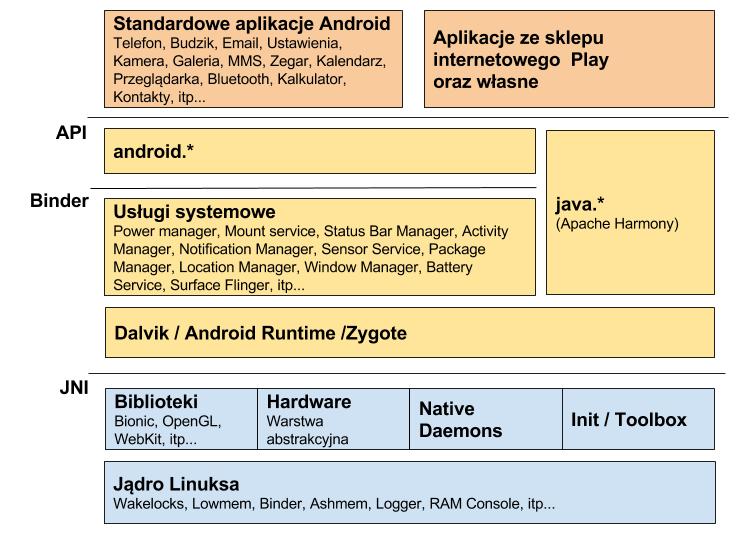 Standardowe aplikacje Android
Telefon, Budzik, Email, Ustawienia,
Kamera, Galeria, MMS, Zegar, Kalendarz,
Przeglądarka, Bluetooth, Kalkulator,
Kontakty, itp...
Aplikacje ze sklepu
internetowego Play
oraz własne
API
android.*
Binder
Usługi systemowe
Power manager, Mount service, Status Bar Manager, Activity
Manager, Notification Manager, Sensor Service, Package
Manager, Location Manager, Window Manager, Battery
Service, Surface Flinger, itp...
java.*
(Apache Harmony)
Dalvik / Android Runtime /Zygote
JNI
Biblioteki
Bionic, OpenGL,
WebKit, itp...
Hardware
Warstwa
abstrakcyjna
Native
Daemons
Init / Toolbox
Jądro Linuksa
Wakelocks, Lowmem, Binder, Ashmem, Logger, RAM Console, itp...